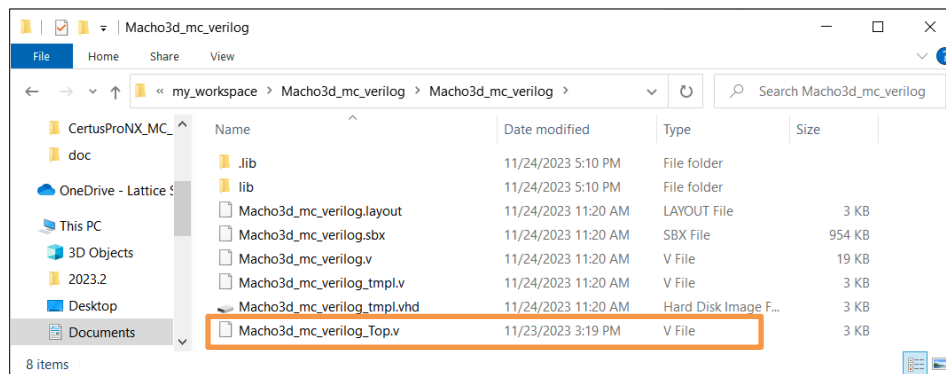 Macho3d_mc_verilog
File Home Share View
« my_workspace > Macho3d_mc_verilog > Macho3d_mc_verilog > Search Macho3d_mc_verilog
Name Date modified Type Size
CertusProNX_MC_
doc
OneDrive - Lattice S
This PC
3D Objects
2023.2
Desktop
Documents
.lib 11/24/2023 5:10 PM File folder
lib 11/24/2023 5:10 PM File folder
Macho3d_mc_verilog.layout 11/24/2023 11:20 AM LAYOUT File 3 KB
Macho3d_mc_verilog.sbx 11/24/2023 11:20 AM SBX File 954 KB
Macho3d_mc_verilog.v 11/24/2023 11:20 AM V File 19 KB
Macho3d_mc_verilog_tmpl.v 11/24/2023 11:20 AM V File 3 KB
Macho3d_mc_verilog_tmpl.vhd 11/24/2023 11:20 AM Hard Disk Image F... 3 KB
Macho3d_mc_verilog_Top.v 11/23/2023 3:19 PM V File 3 KB
8 items